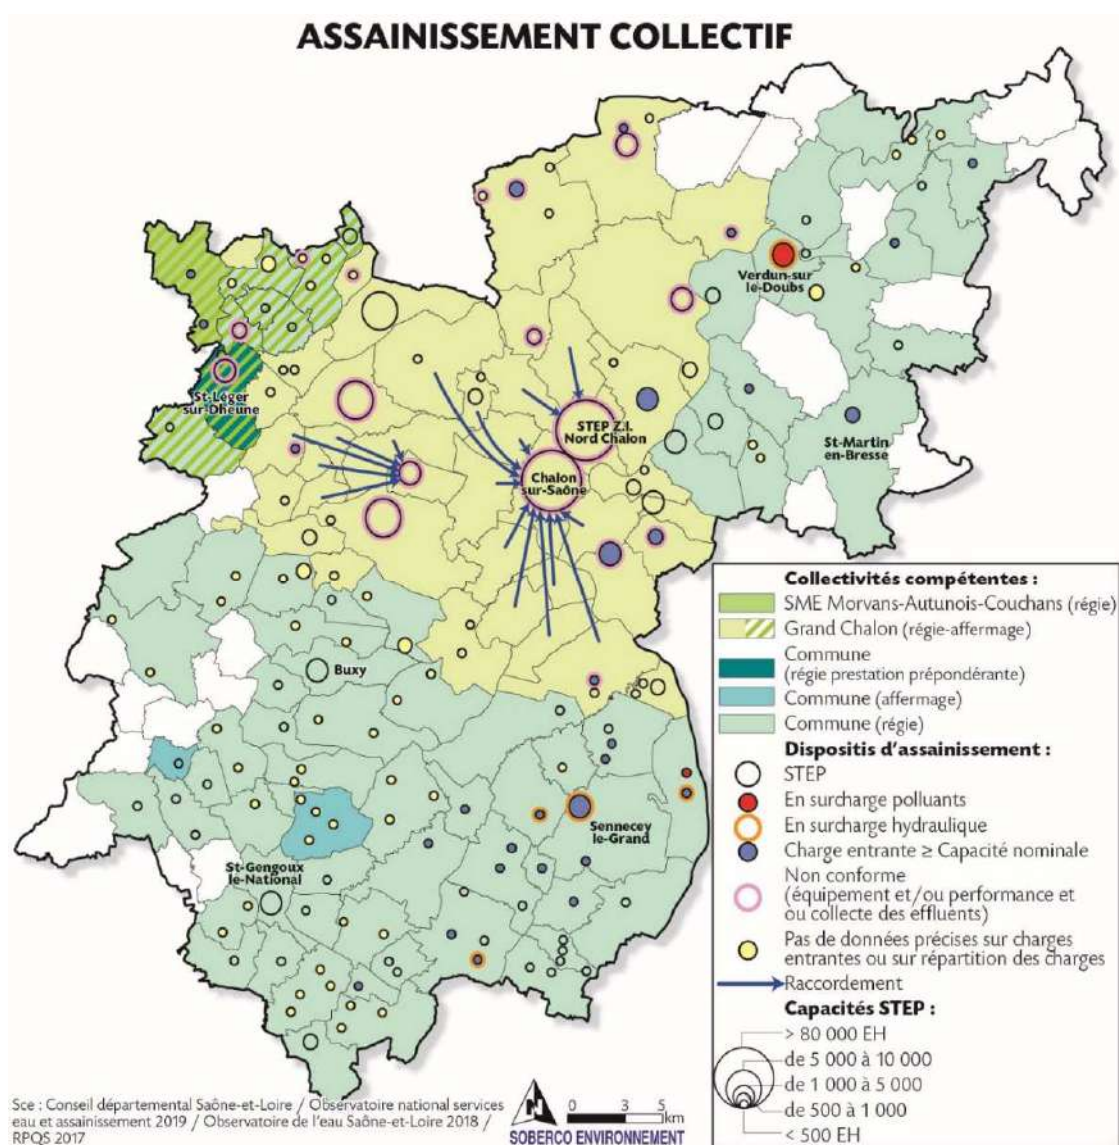 ASSAINISSEMENT COLLECTIF
Verdun-sur
le-Doubs
St-Léger
sur-Dheune
STEP Z.I.
Nord Chalon
St-Martin
en-Bresse
Chalon
sur-Saône
Buxy
Sennecey
le-Grand
St-Gengoux
le-National
Collectivités compétentes :
SME Morvans-Autunois-Couchans (régie)
Grand Chalon (régie-affermage)
Commune
(régie prestation prépondérante)
Commune (affermage)
Commune (régie)
Dispositis d'assainissement :
STEP
En surcharge polluants
En surcharge hydraulique
Charge entrante ≥ Capacité nominale
Non conforme
(équipement et/ou performance et
ou collecte des effluents)
Pas de données précises sur charges
entrantes ou sur répartition des charges
Raccordement
Capacités STEP :
> 80 000 EH
de 5 000 à 10 000
de 1 000 à 5 000
de 500 à 1 000
< 500 EH
Sce : Conseil départemental Saône-et-Loire / Observatoire national services
eau et assainissement 2019 / Observatoire de l'eau Saône-et-Loire 2018 /
RPQS 2017
N
0 3 5
km
SOBERCO ENVIRONNEMENT